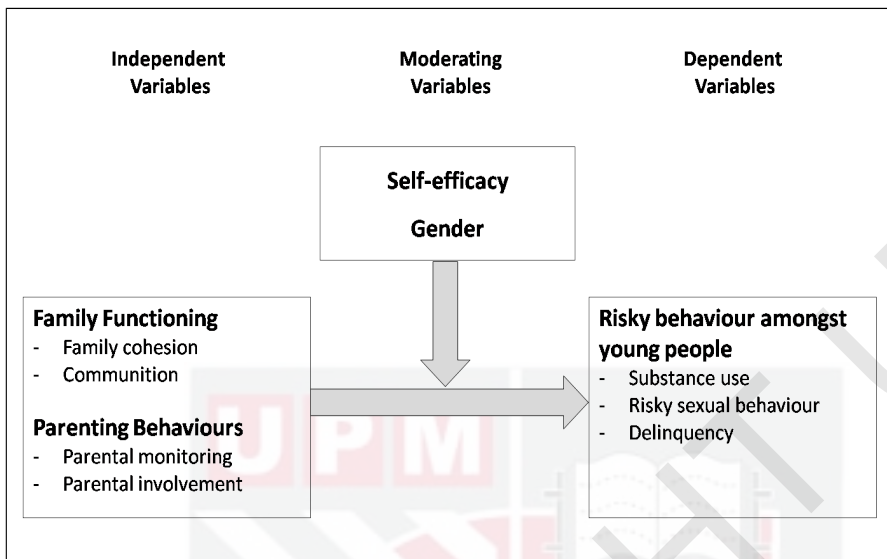 Independent
Variables
Moderating
Variables
Dependent
Variables
Self-efficacy
Gender
Family Functioning
- Family cohesion
- Communition
Parenting Behaviours
- Parental monitoring
- Parental involvement
Risky behaviour amongst
young people
- Substance use
- Risky sexual behaviour
- Delinquency
UPM
HT U